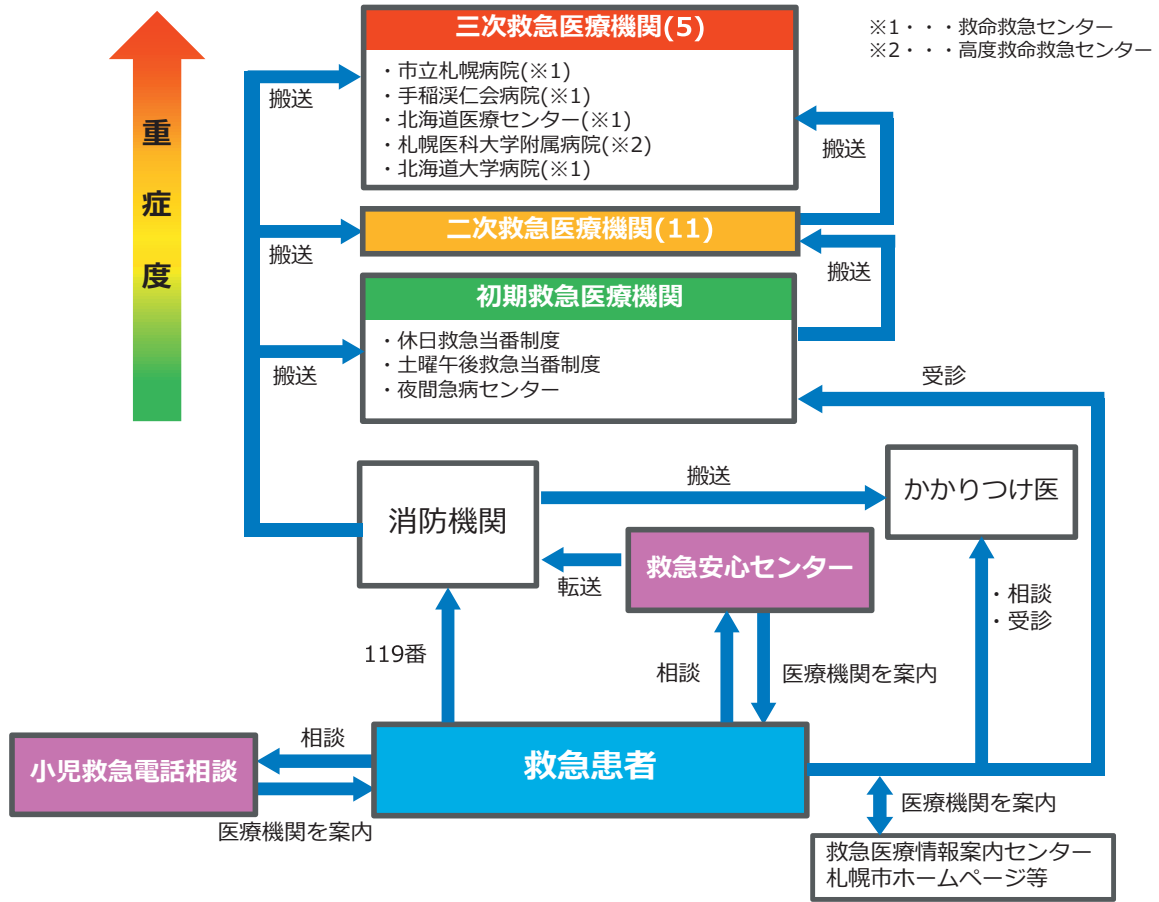 三次救急医療機関(5)
※1・・・救命救急センター
※2・・・高度救命救急センター
・市立札幌病院(※1)
・手稲渓仁会病院(※1)
・北海道医療センター(※1)
・札幌医科大学附属病院(※2)
・北海道大学病院(※1)
搬送
搬送
重症度
二次救急医療機関(11)
搬送
搬送
初期救急医療機関
・休日救急当番制度
・土曜午後救急当番制度
・夜間急病センター
搬送
受診
消防機関
搬送
かかりつけ医
救急安心センター
転送
・相談
・受診
119番
相談
医療機関を案内
小児救急電話相談
相談
医療機関を案内
救急患者
医療機関を案内
救急医療情報案内センター
札幌市ホームページ等